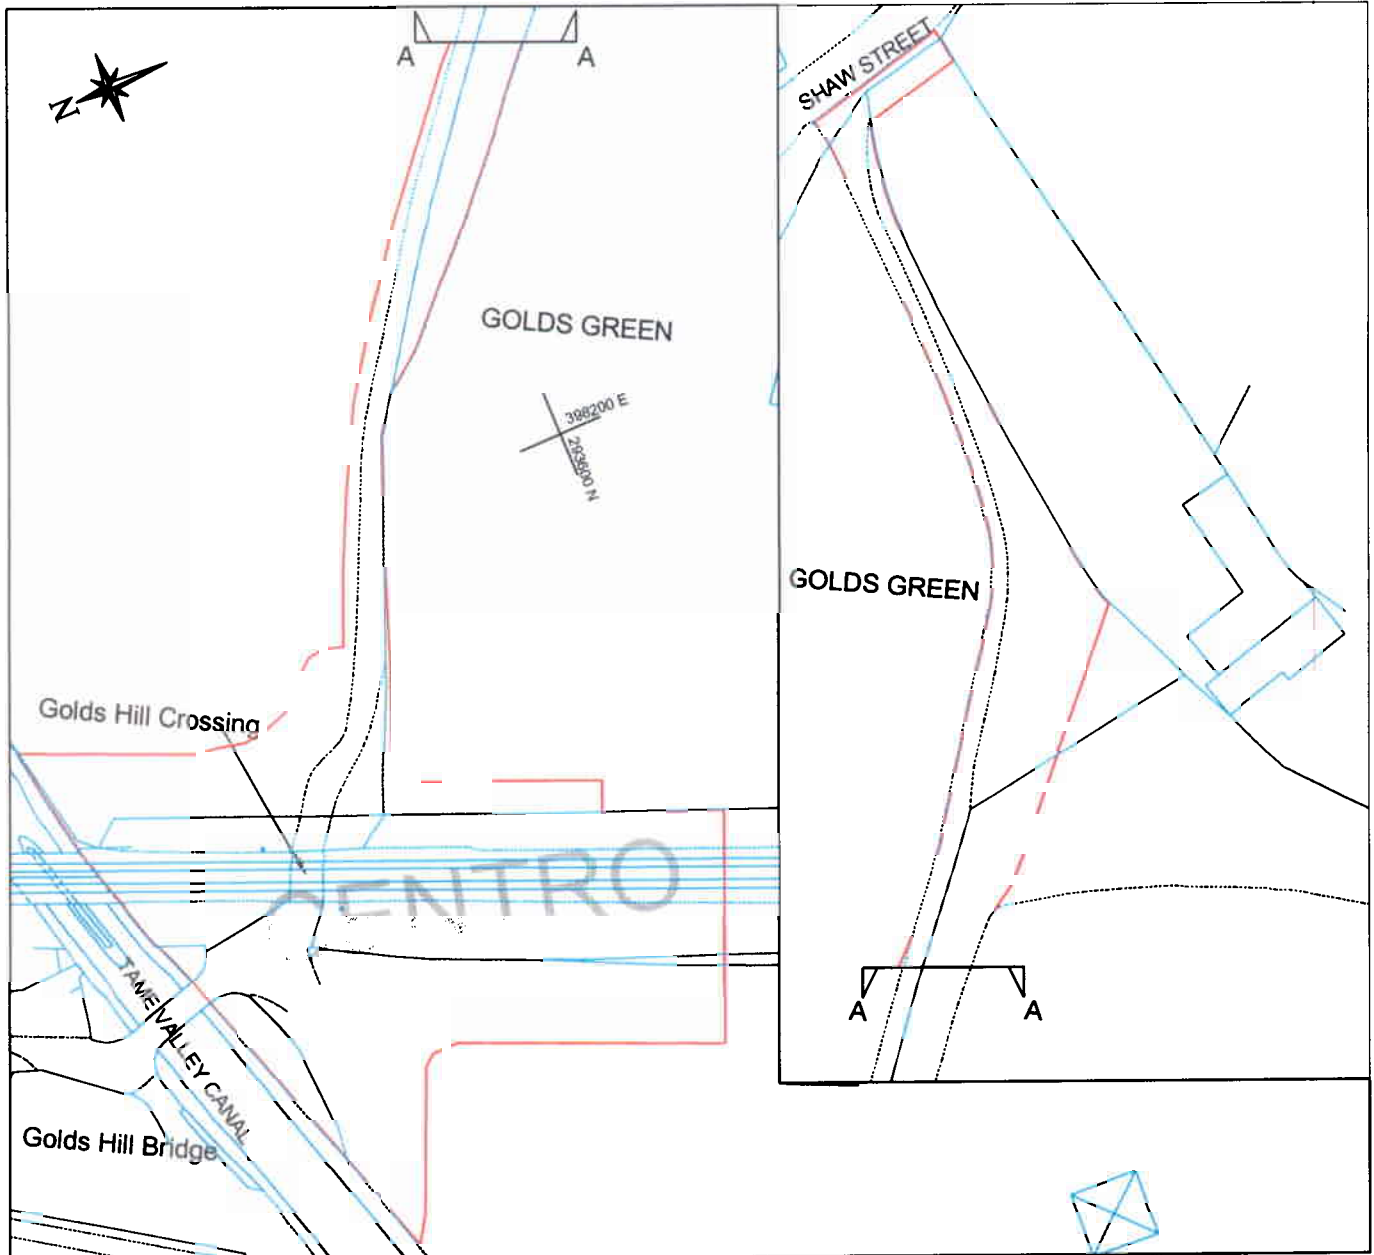 A A
N
SHAW STREET
GOLDS GREEN
398200 E
293600 N
GOLDS GREEN
Golds Hill Crossing
CENTRO
A A
TAME VALLEY CANAL
Golds Hill Bridge